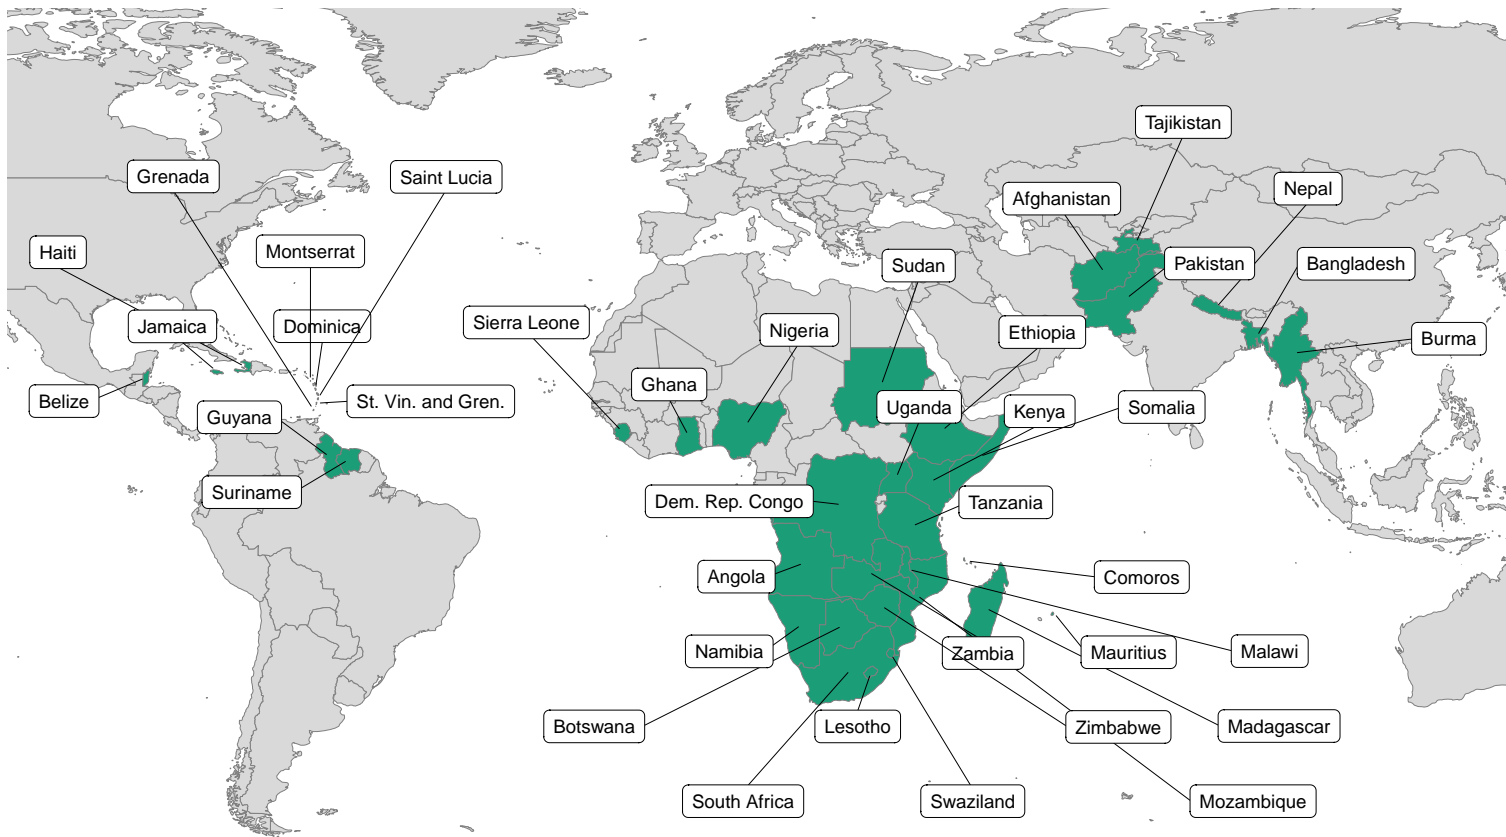 Tajikistan
Grenada
Saint Lucia
Afghanistan
Nepal
Haiti
Montserrat
Sudan
Pakistan
Bangladesh
Jamaica
Dominica
Sierra Leone
Nigeria
Ethiopia
Burma
Ghana
Belize
St. Vin. and Gren.
Uganda
Kenya
Somalia
Guyana
Suriname
Dem. Rep. Congo
Tanzania
Angola
Comoros
Namibia
Zambia
Mauritius
Malawi
Botswana
Lesotho
Zimbabwe
Madagascar
South Africa
Swaziland
Mozambique